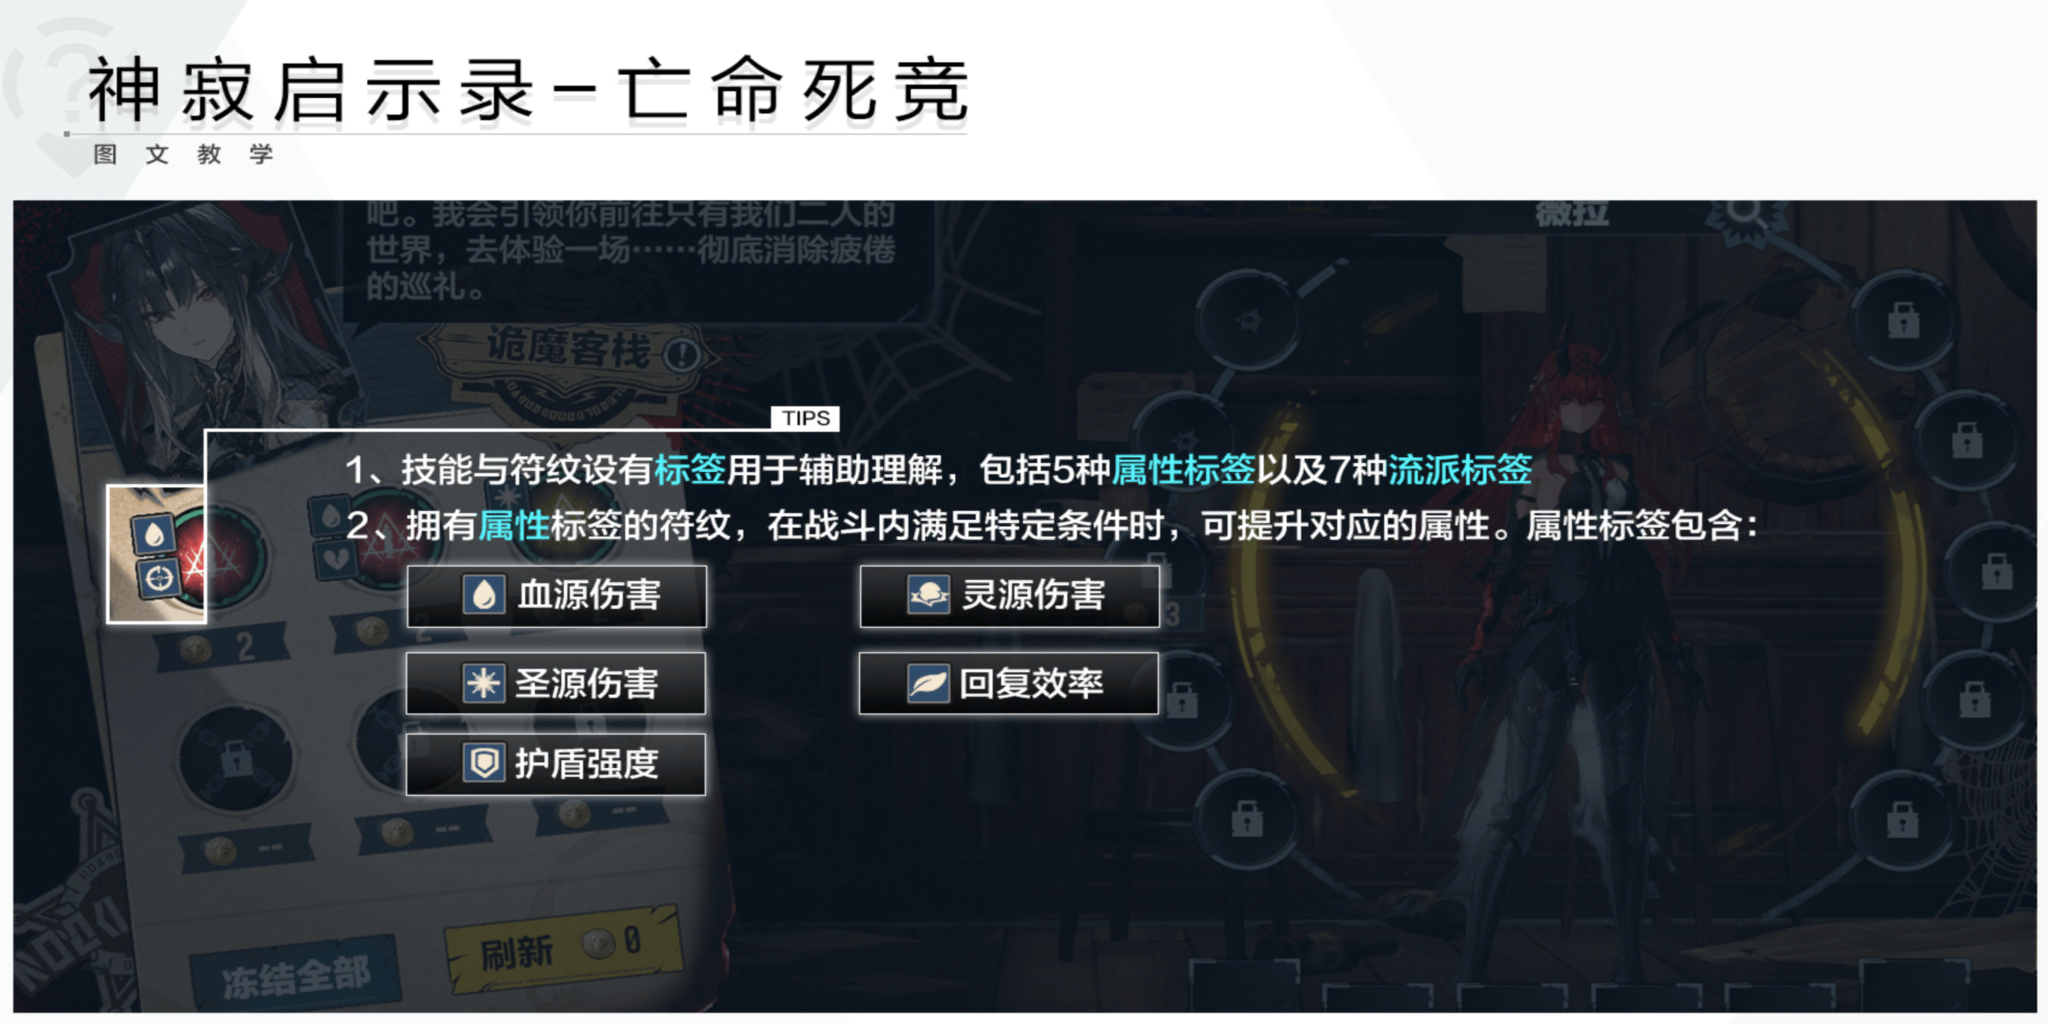 神寂启示录-亡命死竞
图文教学
吧。我会引领你前往只有我们二人的
世界，去体验一场……彻底消除疲倦
的巡礼。
薇拉
诡魔客栈
TIPS
1、技能与符纹设有标签用于辅助理解，包括5种属性标签以及7种流派标签
2、拥有属性标签的符纹，在战斗内满足特定条件时，可提升对应的属性。属性标签包含：
血源伤害
灵源伤害
圣源伤害
回复效率
护盾强度
2
2
3
--
--
--
冻结全部
刷新 0